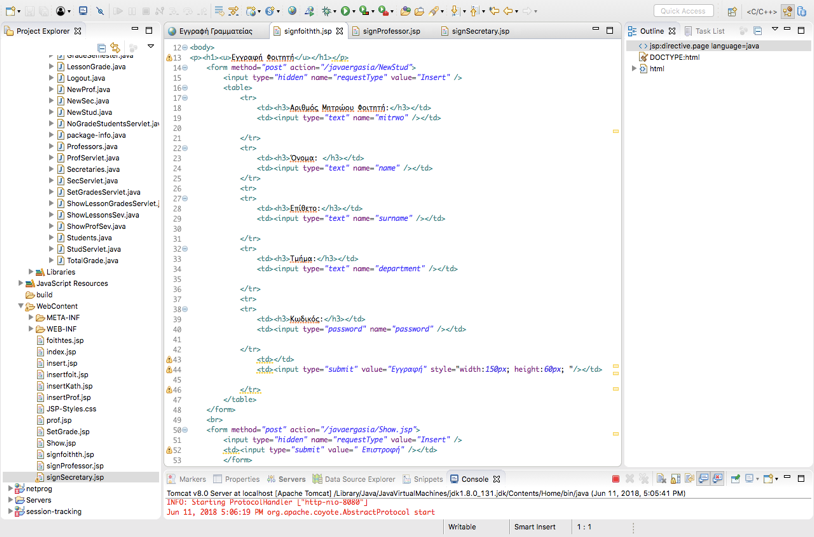 Quick Access
<C/C++>
Project Explorer
Εγγραφή Γραμματείας
signfoithth.jsp
signProfessor.jsp
signSecretary.jsp
Outline
Task List
GradeSemester.java
LessonGrade.java
Logout.java
NewProf.java
NewSec.java
NewStud.java
NoGradeStudentsServlet.jav
package-info.java
Professors.java
ProfServlet.java
Secretaries.java
SecServlet.java
SetGradesServlet.java
ShowLessonGradesServlet.j
ShowLessonsSev.java
ShowProfSev.java
Students.java
StudServlet.java
TotalGrade.java
Libraries
JavaScript Resources
build
WebContent
META-INF
WEB-INF
foithtes.jsp
index.jsp
insert.jsp
insertfoit.jsp
insertKath.jsp
insertProf.jsp
JSP-Styles.css
prof.jsp
SetGrade.jsp
Show.jsp
signfoithth.jsp
signProfessor.jsp
signSecretary.jsp
netprog
Servers
session-tracking
12 <body>
13 <p><h1><u>Εγγραφή Φοιτητή</u></h1></p>
14 <form method="post" action="/javaergasia/NewStud">
15 <input type="hidden" name="requestType" value="Insert" />
16 <table>
17 <tr>
18 <td><h3>Αριθμός Μητρώου Φοιτητή:</h3></td>
19 <td><input type="text" name="mitrwo" /></td>
20
21 </tr>
22 <tr>
23 <td><h3>Όνομα: </h3></td>
24 <td><input type="text" name="name" /></td>
25 </tr>
26 <tr>
27 <tr>
28 <td><h3>Επίθετο:</h3></td>
29 <td><input type="text" name="surname" /></td>
30
31 </tr>
32 <tr>
33 <td><h3>Τμήμα:</h3></td>
34 <td><input type="text" name="department" /></td>
35
36 </tr>
37 <tr>
38 <tr>
39 <td><h3>Κωδικός:</h3></td>
40 <td><input type="password" name="password" /></td>
41
42 </tr>
43 <td></td>
44 <td><input type="submit" value="Εγγραφή" style="width:150px; height:60px; "/></td>
45
46 </tr>
47 </table>
48 </form>
49 <br>
50 <form method="post" action="/javaergasia/Show.jsp">
51 <input type="hidden" name="requestType" value="Insert" />
52 <td><input type="submit" value=" Επιστροφή" /></td>
53 </form>
jsp:directive.page language=java
DOCTYPE:html
html
Markers
Properties
Servers
Data Source Explorer
Snippets
Console
Tomcat v8.0 Server at localhost [Apache Tomcat] /Library/Java/JavaVirtualMachines/jdk1.8.0_131.jdk/Contents/Home/bin/java (Jun 11, 2018, 5:05:41 PM)
INFO: Starting ProtocolHandler ["http-nio-8080"]
Jun 11, 2018 5:06:19 PM org.apache.coyote.AbstractProtocol start
Writable
Smart Insert
1 : 1